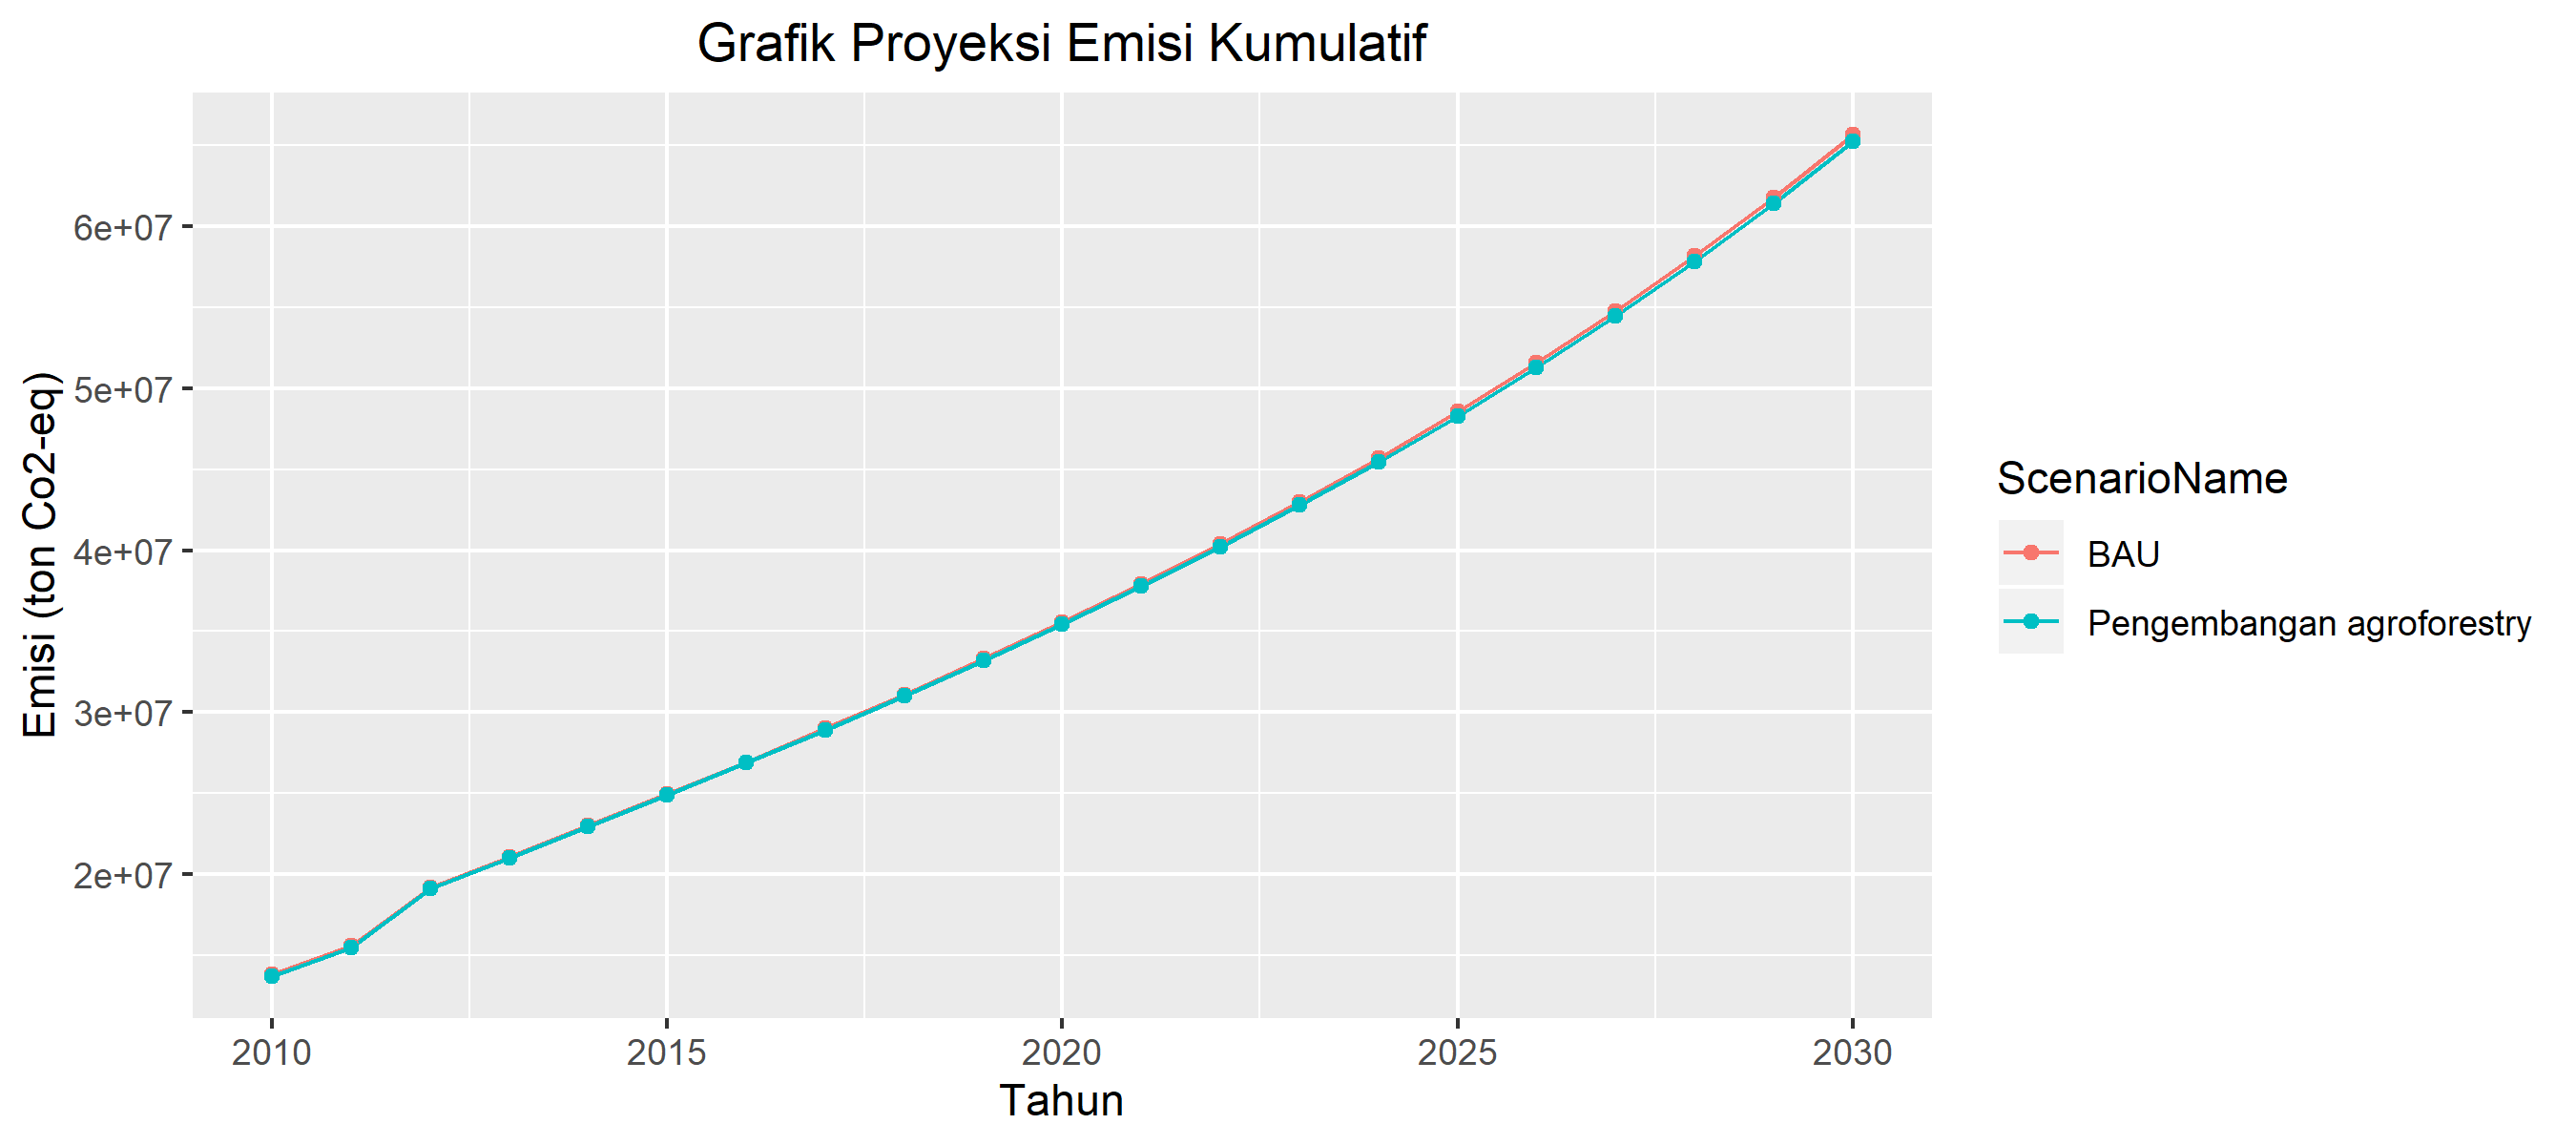 Grafik Proyeksi Emisi Kumulatif
Emisi (ton Co2-eq)
6e+07
5e+07
4e+07
3e+07
2e+07
2010
2015
2020
2025
2030
Tahun
ScenarioName
BAU
Pengembangan agroforestry